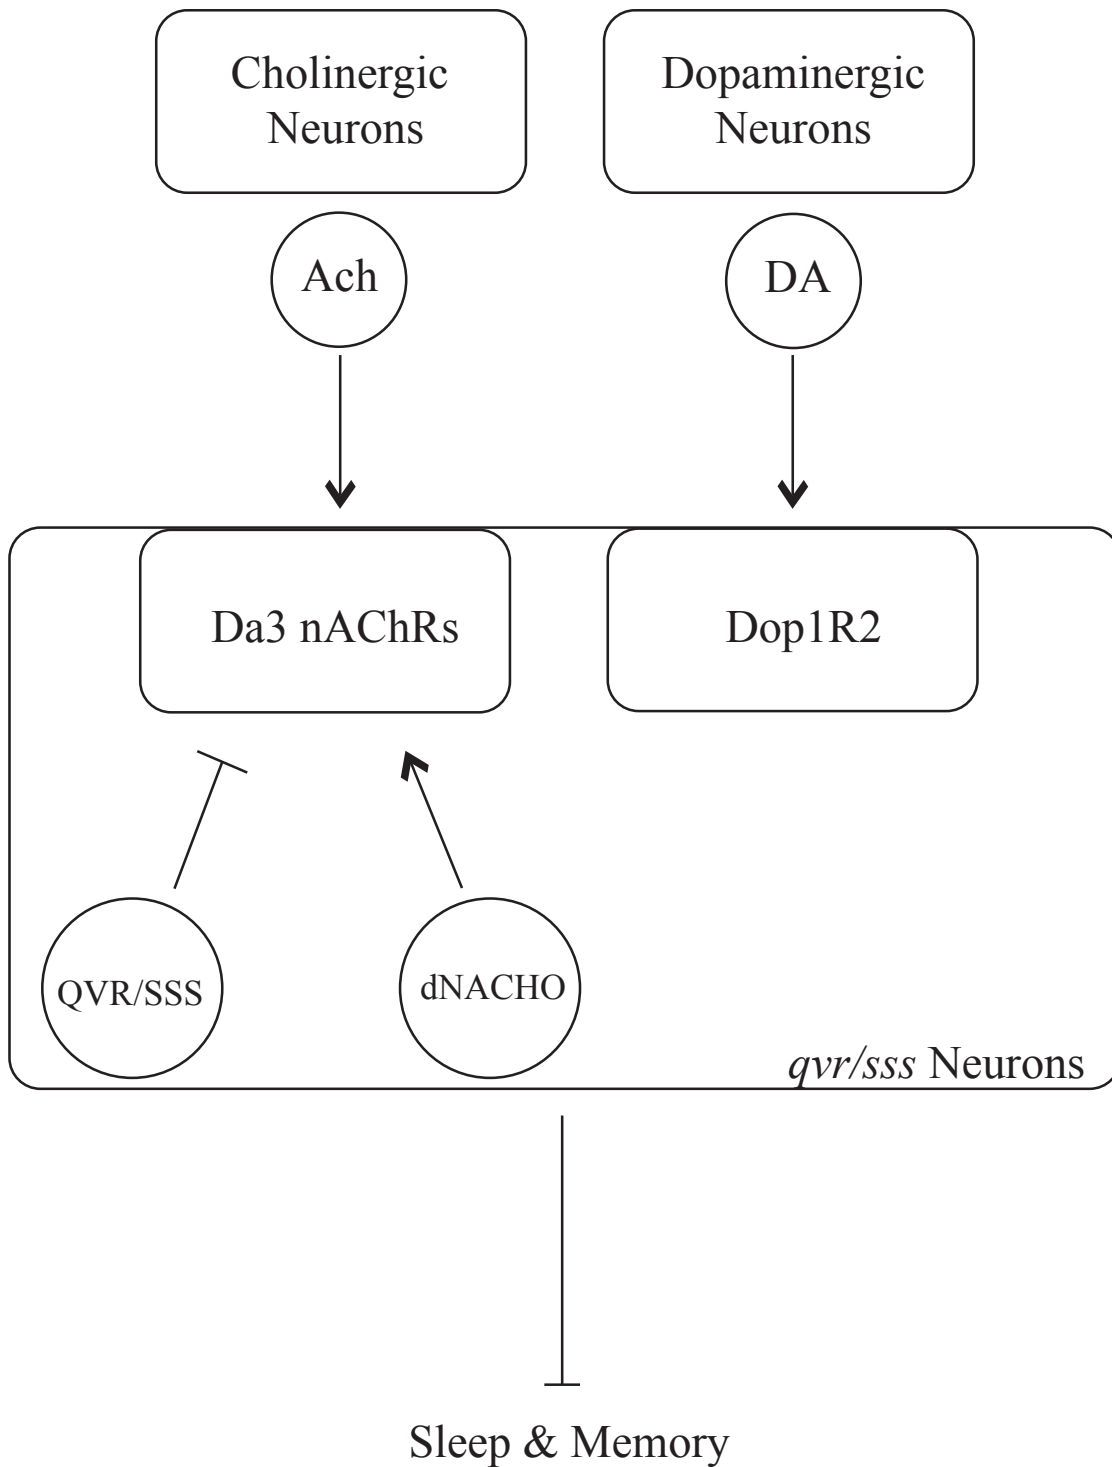 Cholinergic
Neurons
Dopaminergic
Neurons
Ach
DA
Da3 nAChRs
Dop1R2
QVR/SSS
dNACHO
qvr/sss Neurons
Sleep & Memory